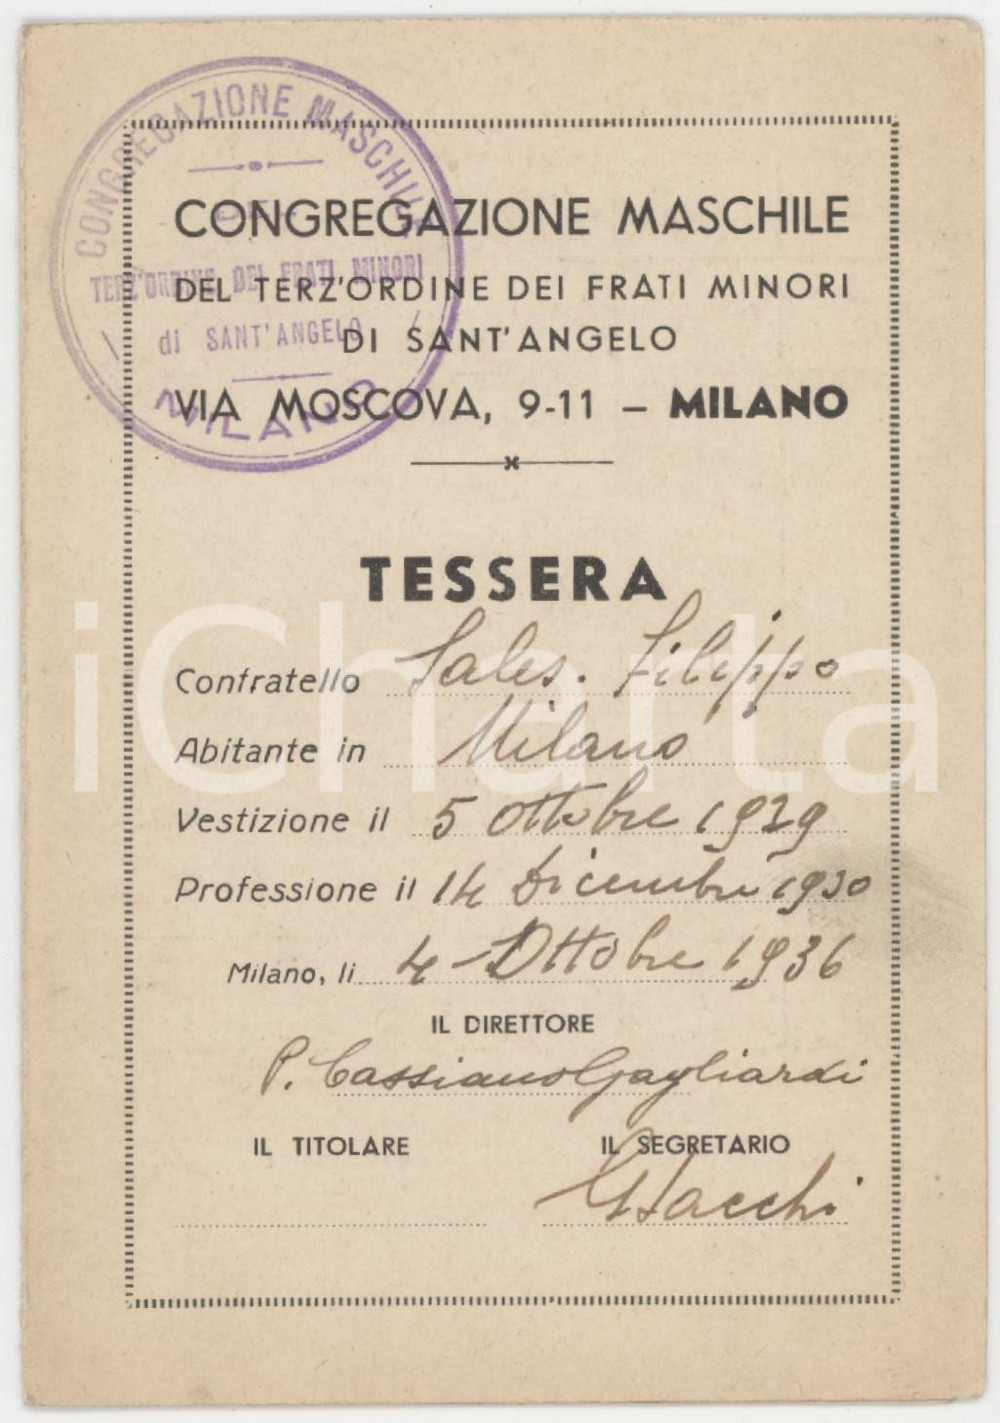 CONGREGAZIONE MASCHILE
TERZ'ORDINE DEI FRATI MINORI
di SANT'ANGELO
MILANO
CONGREGAZIONE MASCHILE
DEL TERZ'ORDINE DEI FRATI MINORI
DI SANT'ANGELO
VIA MOSCOVA, 9-11 – MILANO
TESSERA
Confratello Sales. Filippo
Abitante in Milano
Vestizione il 5 Ottobre 1929
Professione il 14 Dicembre 1930
Milano, li 4 - Ottobre 1936
IL DIRETTORE
P. Cassiano Gagliardi
IL TITOLARE IL SEGRETARIO
iCharta